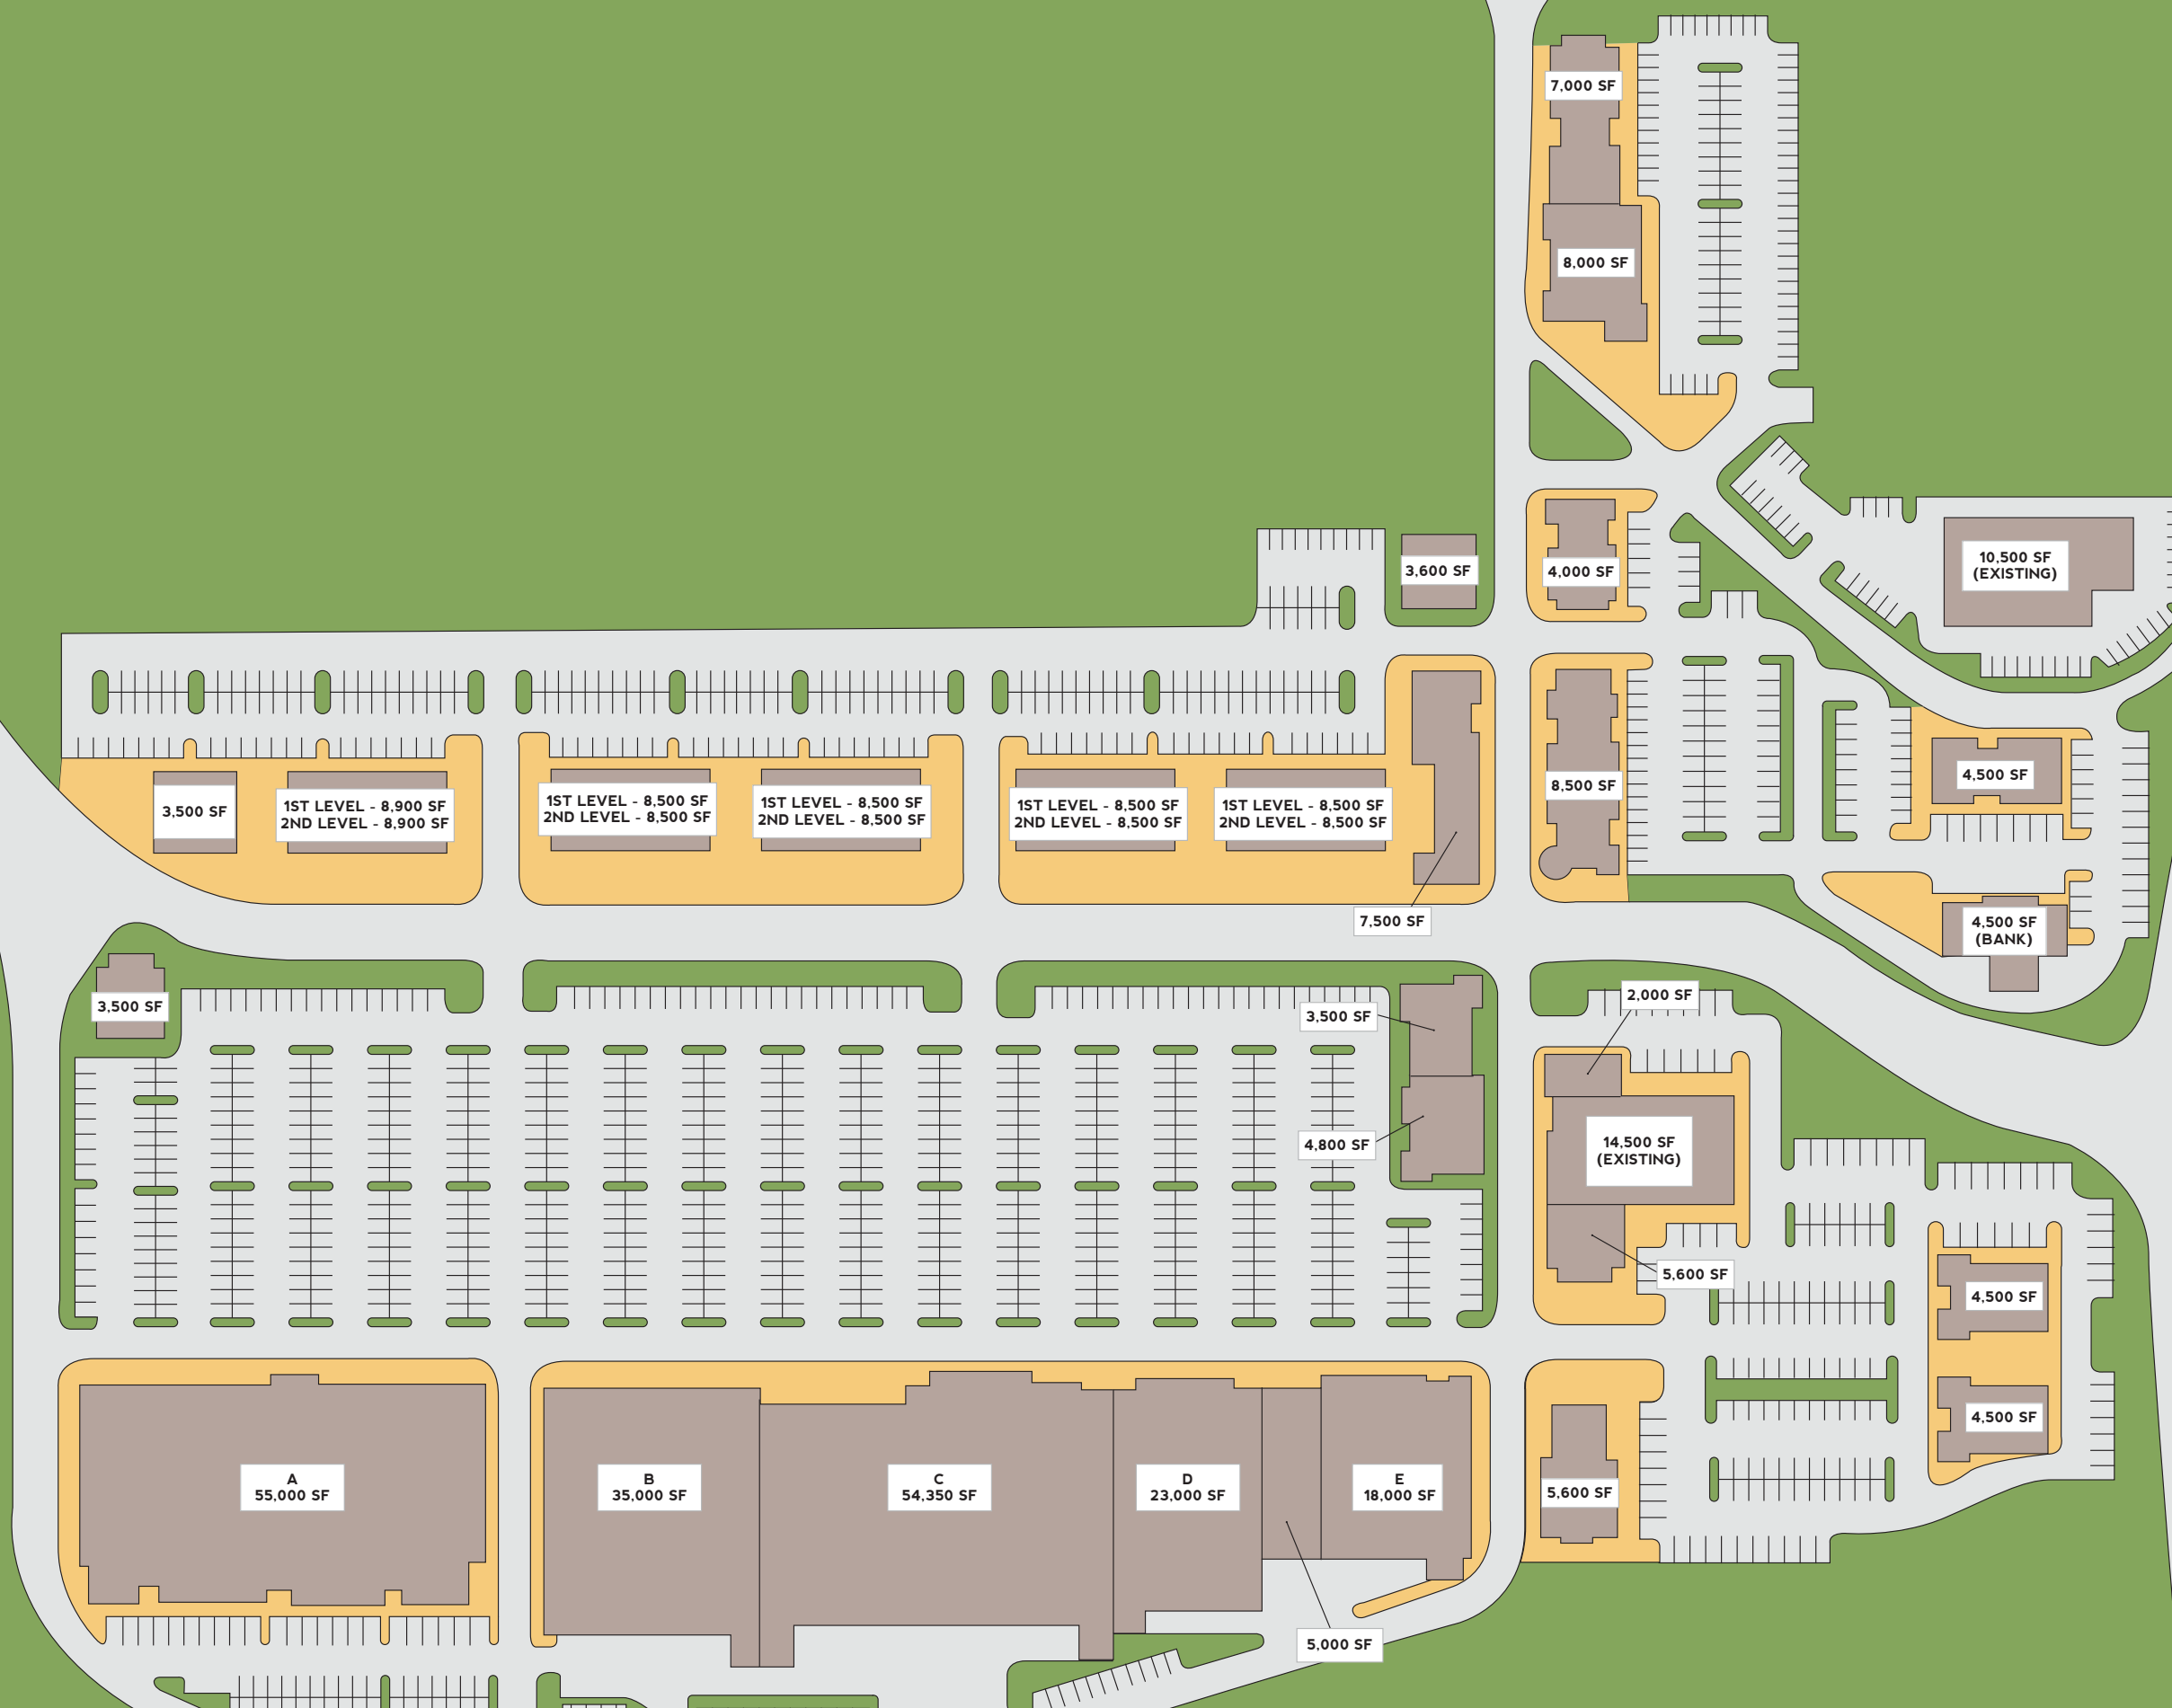 7,000 SF
8,000 SF
10,500 SF
(EXISTING)
3,600 SF
4,000 SF
4,500 SF
8,500 SF
3,500 SF
1ST LEVEL - 8,900 SF
2ND LEVEL - 8,900 SF
1ST LEVEL - 8,500 SF
2ND LEVEL - 8,500 SF
1ST LEVEL - 8,500 SF
2ND LEVEL - 8,500 SF
1ST LEVEL - 8,500 SF
2ND LEVEL - 8,500 SF
1ST LEVEL - 8,500 SF
2ND LEVEL - 8,500 SF
7,500 SF
4,500 SF
(BANK)
3,500 SF
3,500 SF
2,000 SF
4,800 SF
14,500 SF
(EXISTING)
5,600 SF
4,500 SF
4,500 SF
A
55,000 SF
B
35,000 SF
C
54,350 SF
D
23,000 SF
E
18,000 SF
5,600 SF
5,000 SF